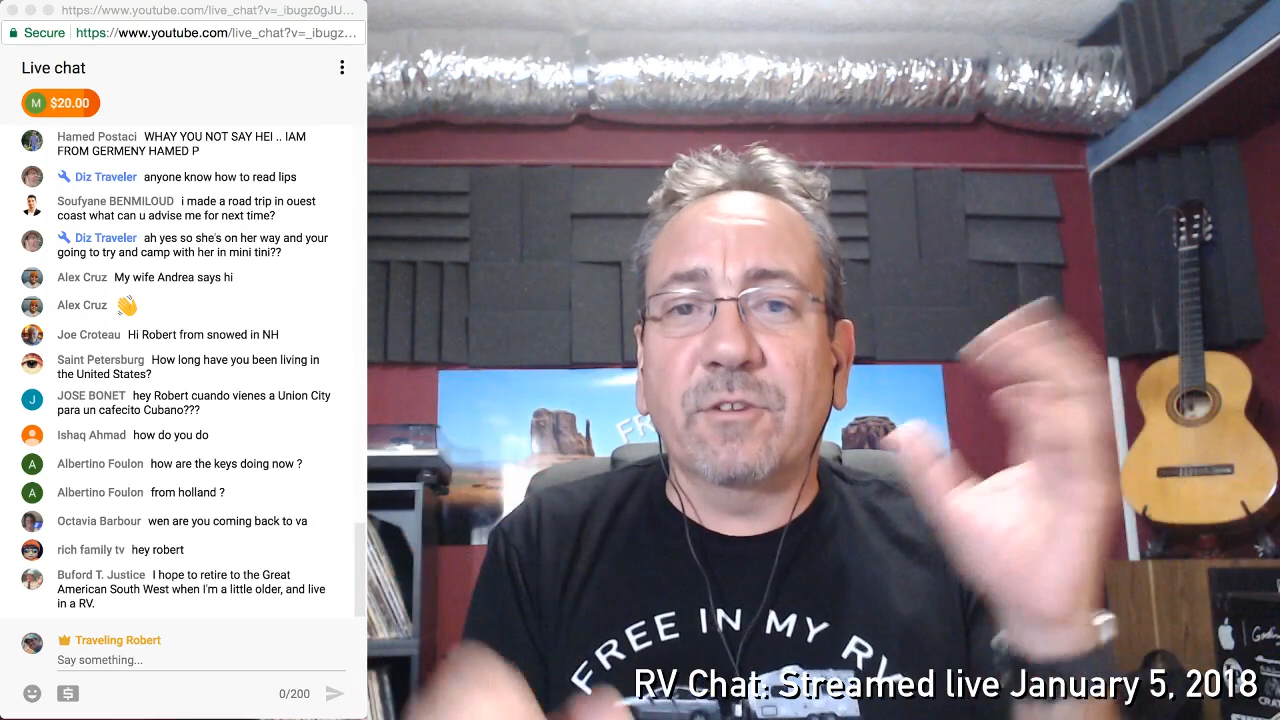 https://www.youtube.com/live_chat?v=_ibugz0gJU...
Secure https://www.youtube.com/live_chat?v=_ibugz...
Live chat
M $20.00
Hamed Postaci WHAY YOU NOT SAY HEI .. IAM
FROM GERMENY HAMED P
Diz Traveler anyone know how to read lips
Soufyane BENMILOUD i made a road trip in ouest
coast what can u advise me for next time?
Diz Traveler ah yes so she's on her way and your
going to try and camp with her in mini tini??
Alex Cruz My wife Andrea says hi
Alex Cruz 👋
Joe Croteau Hi Robert from snowed in NH
Saint Petersburg How long have you been living in
the United States?
J JOSE BONET hey Robert cuando vienes a Union City
para un cafecito Cubano???
Ishaq Ahmad how do you do
A Albertino Foulon how are the keys doing now ?
A Albertino Foulon from holland ?
Octavia Barbour wen are you coming back to va
rich family tv hey robert
Buford T. Justice I hope to retire to the Great
American South West when I'm a little older, and live
in a RV.
Traveling Robert
Say something...
0/200
FR
FREE IN MY RV
RV Chat: Streamed live January 5, 2018